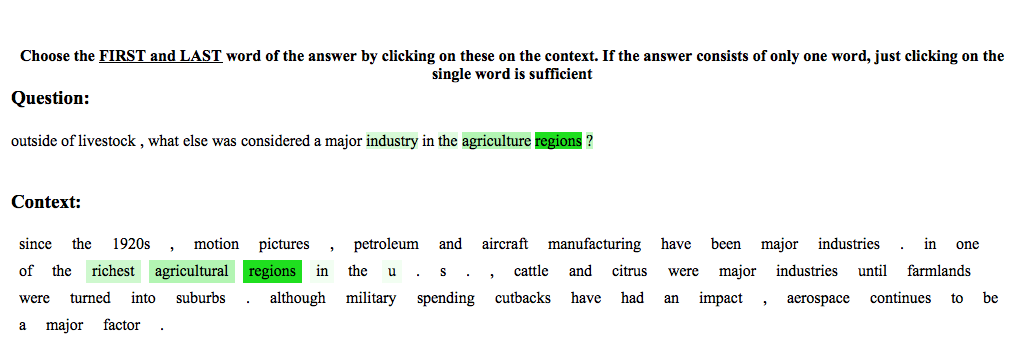 Choose the FIRST and LAST word of the answer by clicking on these on the context. If the answer consists of only one word, just clicking on the
single word is sufficient
Question:
outside of livestock , what else was considered a major industry in the agriculture regions ?
Context:
since the 1920s , motion pictures , petroleum and aircraft manufacturing have been major industries . in one
of the richest agricultural regions in the u . s . , cattle and citrus were major industries until farmlands
were turned into suburbs . although military spending cutbacks have had an impact , aerospace continues to be
a major factor .